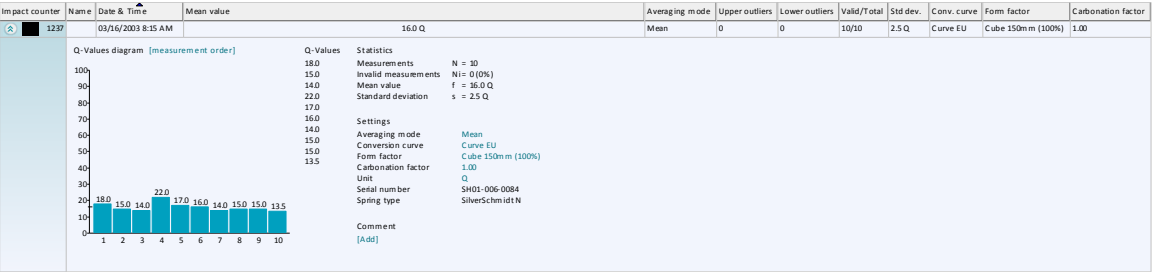 Impact counter Name Date & Time Mean value Averaging mode Upper outliers Lower outliers Valid/Total Std dev. Conv. curve Form factor Carbonation factor
1237 03/16/2003 8:15 AM 16.0 Q Mean 0 0 10/10 2.5 Q Curve EU Cube 150mm (100%) 1.00
Q-Values diagram [measurement order]
100
90
80
70
60
50
40
30
20
10
0
18.0 15.0 14.0 22.0 17.0 16.0 14.0 15.0 15.0 13.5
1 2 3 4 5 6 7 8 9 10
Q-Values
18.0
15.0
14.0
22.0
17.0
16.0
14.0
15.0
15.0
13.5
Statistics
Measurements N = 10
Invalid measurements Ni = 0 (0%)
Mean value f = 16.0 Q
Standard deviation s = 2.5 Q
Settings
Averaging mode Mean
Conversion curve Curve EU
Form factor Cube 150mm (100%)
Carbonation factor 1.00
Unit Q
Serial number SH01-006-0084
Spring type SilverSchmidt N
Comment
[Add]